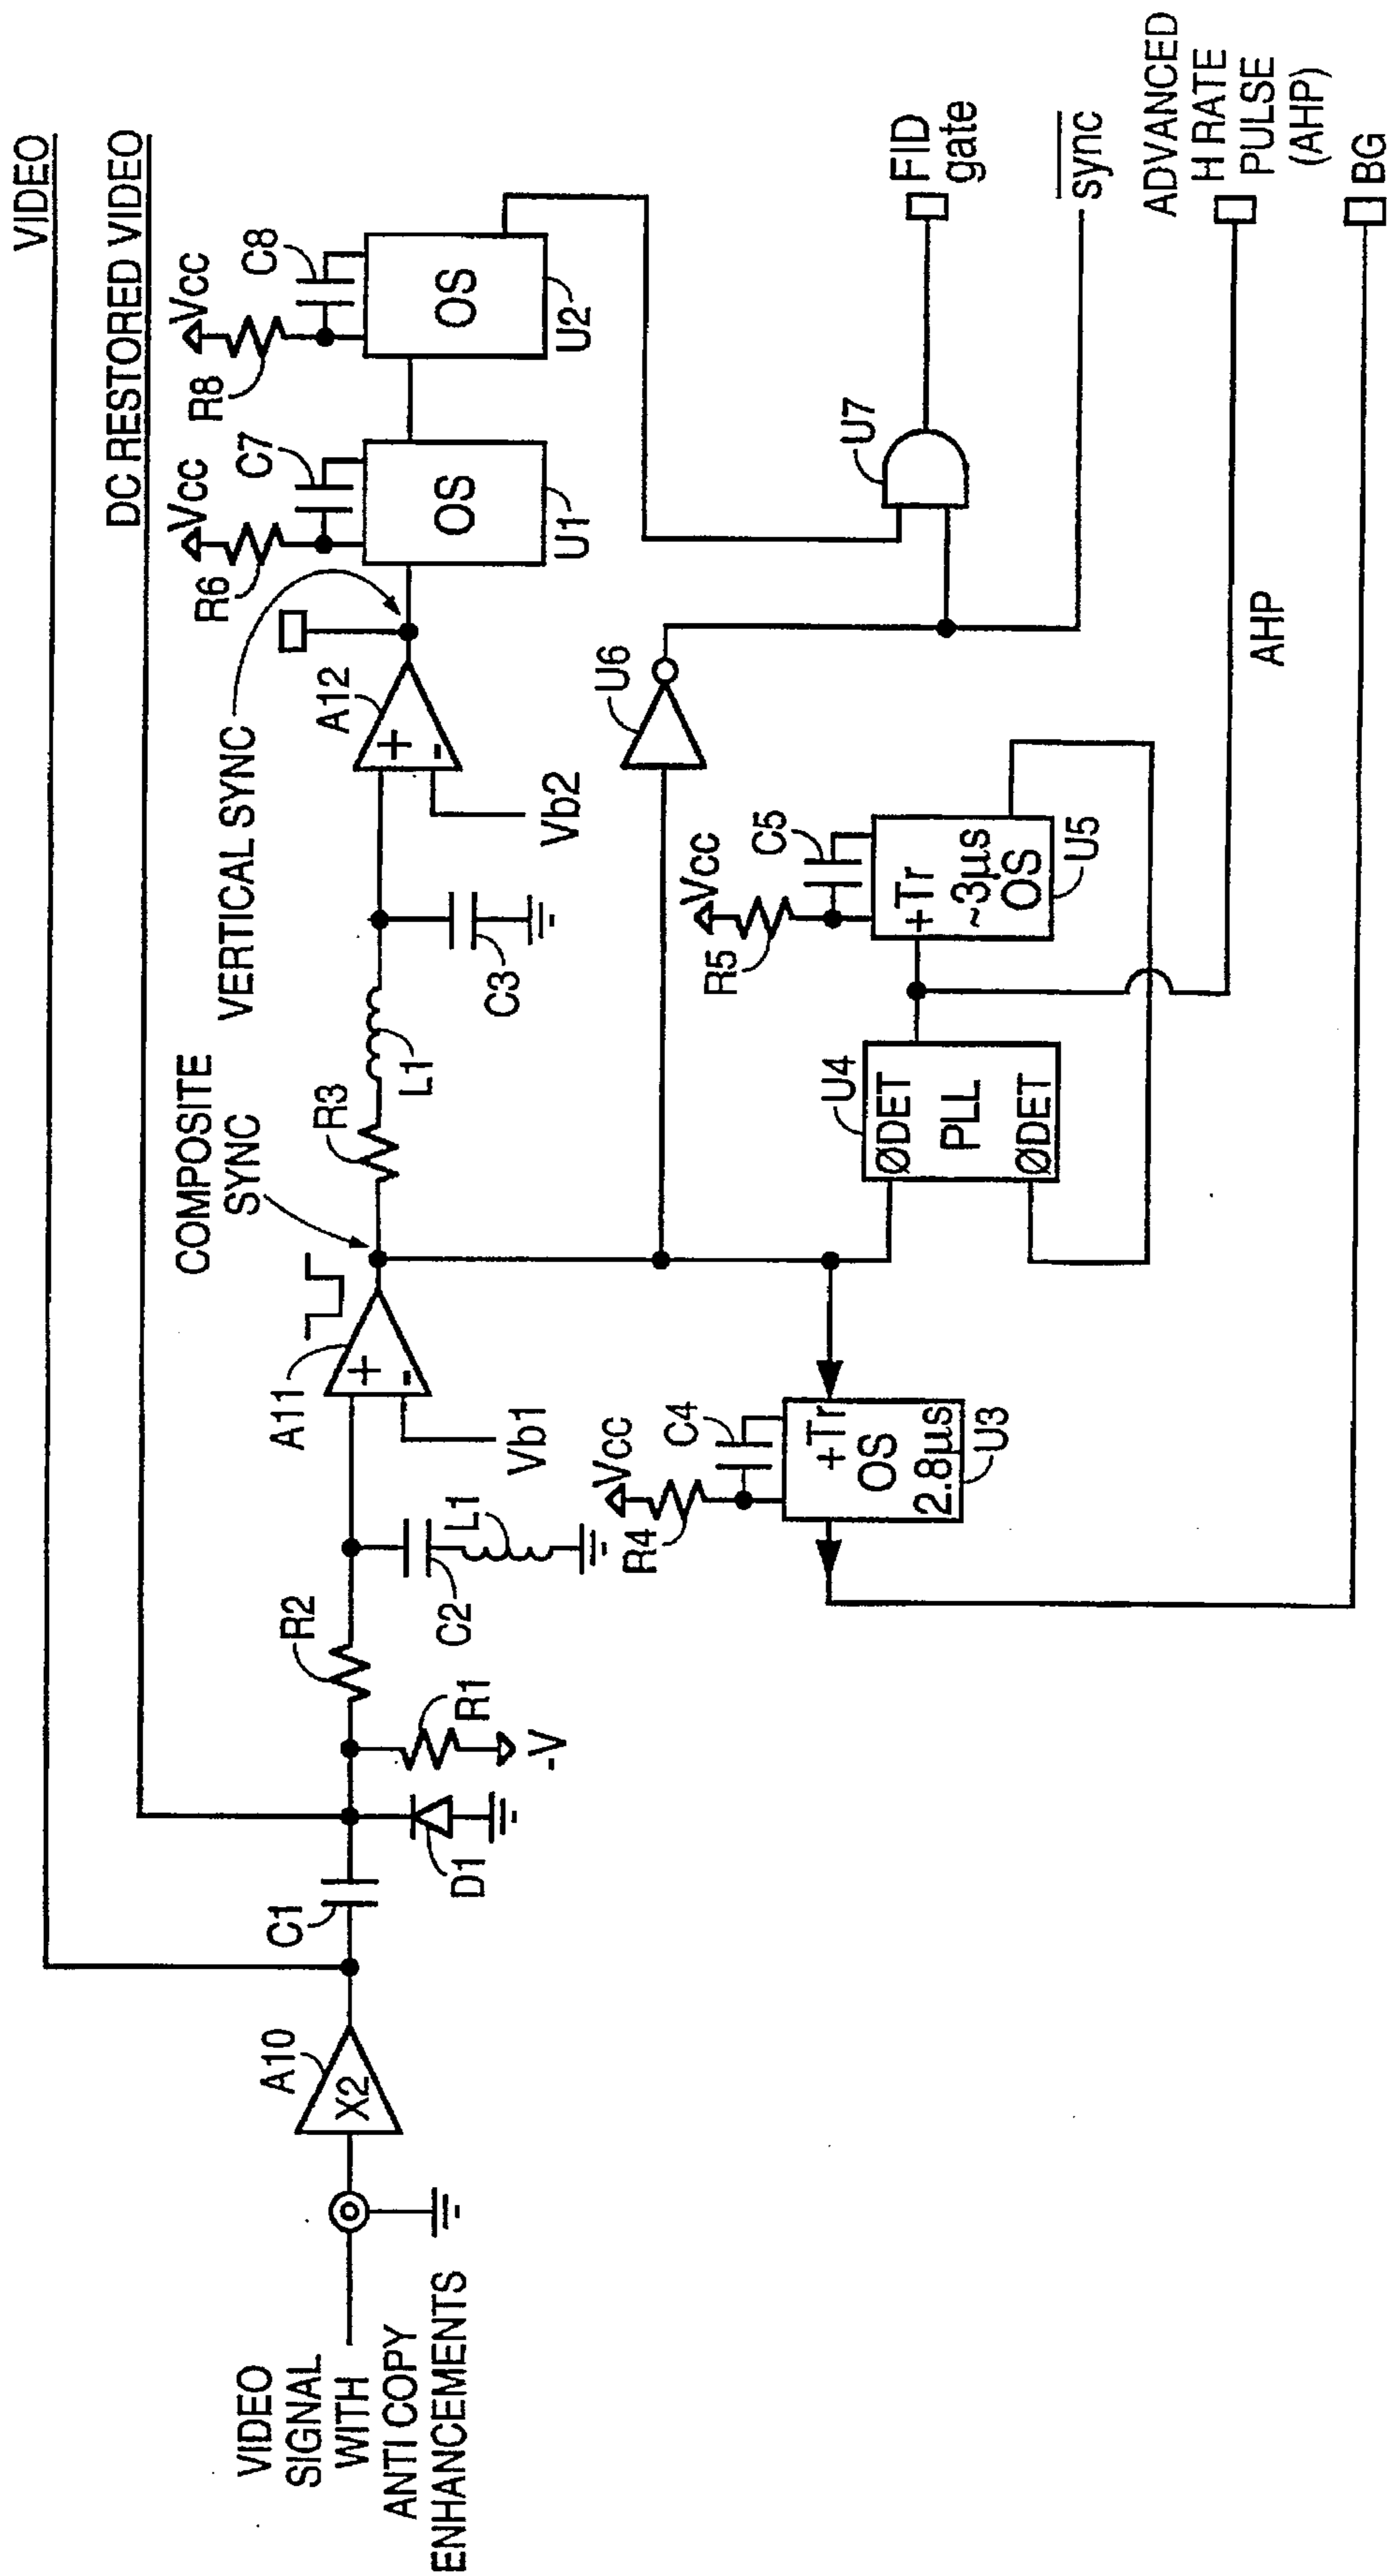 VIDEO
DC RESTORED VIDEO
VIDEO
SIGNAL
WITH
ANTI COPY
ENHANCEMENTS
A10
X2
C1
D1
R1
-V
R2
C2
L1
A11
+
-
Vb1
COMPOSITE
SYNC
R3
L1
C3
VERTICAL SYNC
A12
+
-
Vb2
Vcc
R6
C7
OS
U1
Vcc
R8
C8
OS
U2
U6
U7
FID
gate
sync
Vcc
R4
C4
+Tr
OS
2.8µs
U3
U4
ØDET
PLL
ØDET
Vcc
R5
C5
+Tr
~3µs
OS
U5
AHP
ADVANCED
H RATE
PULSE
(AHP)
BG